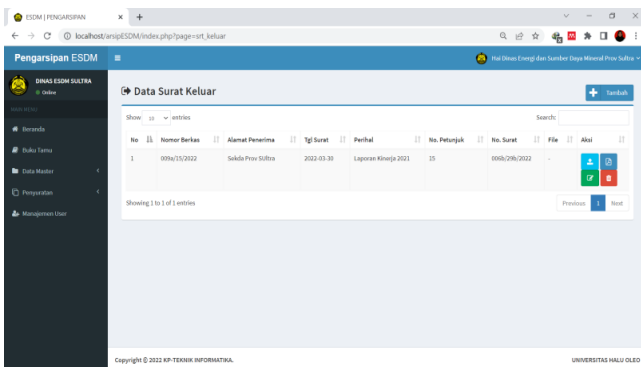 ESDM | PENGARSIPAN
localhost/arsipESDM/index.php?page=srt_keluar
Pengarsipan ESDM
Hai Dinas Energi dan Sumber Daya Mineral Prov Sultra
DINAS ESDM SULTRA
Online
MAIN MENU
Beranda
Buku Tamu
Data Master
Penyuratan
Manajemen User
Data Surat Keluar
Tambah
Show 10 entries
Search:
No Nomor Berkas Alamat Penerima Tgl Surat Perihal No. Petunjuk No. Surat File Aksi
1 009a/15/2022 Sekda Prov SUltra 2022-03-30 Laporan Kinerja 2021 15 006b/29b/2022 -
Showing 1 to 1 of 1 entries
Previous 1 Next
Copyright © 2022 KP-TEKNIK INFORMATIKA.
UNIVERSITAS HALU OLEO